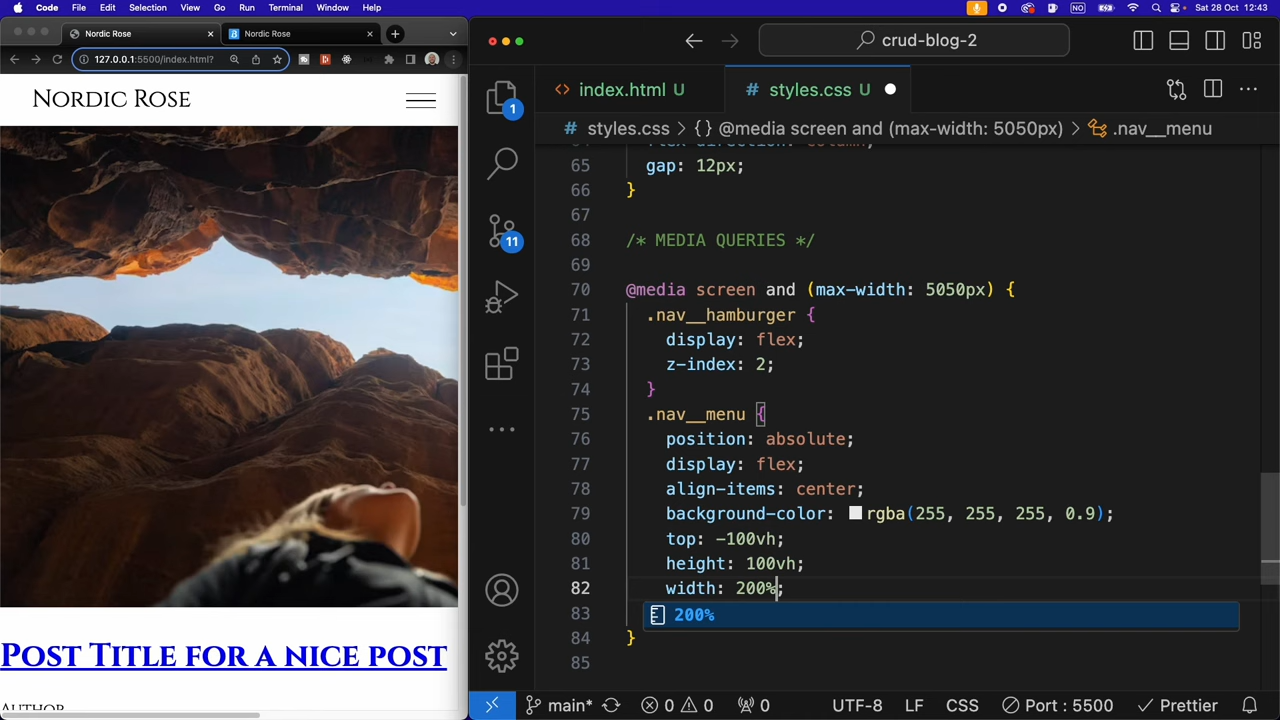 Code File Edit Selection View Go Run Terminal Window Help
NO Sat 28 Oct 12:43
Nordic Rose × Nordic Rose × +
127.0.0.1:5500/index.html?
Nordic Rose
Post Title for a nice post
Author
crud-blog-2
index.html U
# styles.css U
# styles.css > {} @media screen and (max-width: 5050px) > .nav__menu
1
11
64 flex-direction: column;
65 gap: 12px;
66 }
67
68 /* MEDIA QUERIES */
69
70 @media screen and (max-width: 5050px) {
71 .nav__hamburger {
72 display: flex;
73 z-index: 2;
74 }
75 .nav__menu {
76 position: absolute;
77 display: flex;
78 align-items: center;
79 background-color: rgba(255, 255, 255, 0.9);
80 top: -100vh;
81 height: 100vh;
82 width: 200%;
83
200%
84 }
85
main* 0 0 0 UTF-8 LF CSS Port : 5500 Prettier